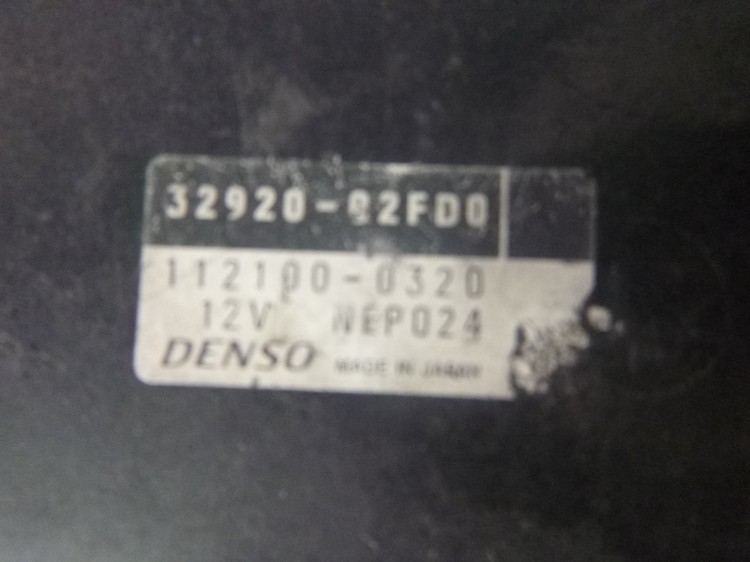 32920-02FD0
112100-0320
12V NEP024
DENSO MADE IN JAPAN